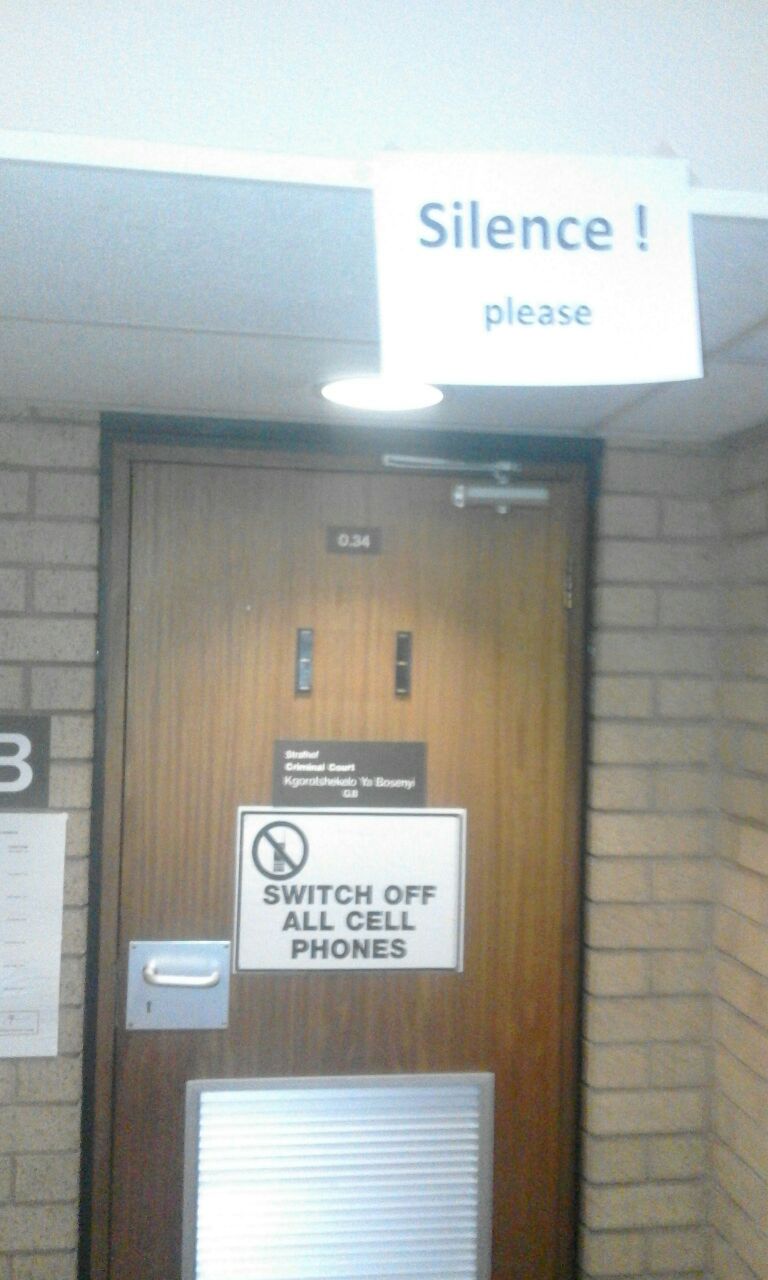 Silence !
please
0.34
Strafhof
Criminal Court
Kgorotshekelo Ya Bosenyi
G.B
B
SWITCH OFF
ALL CELL
PHONES